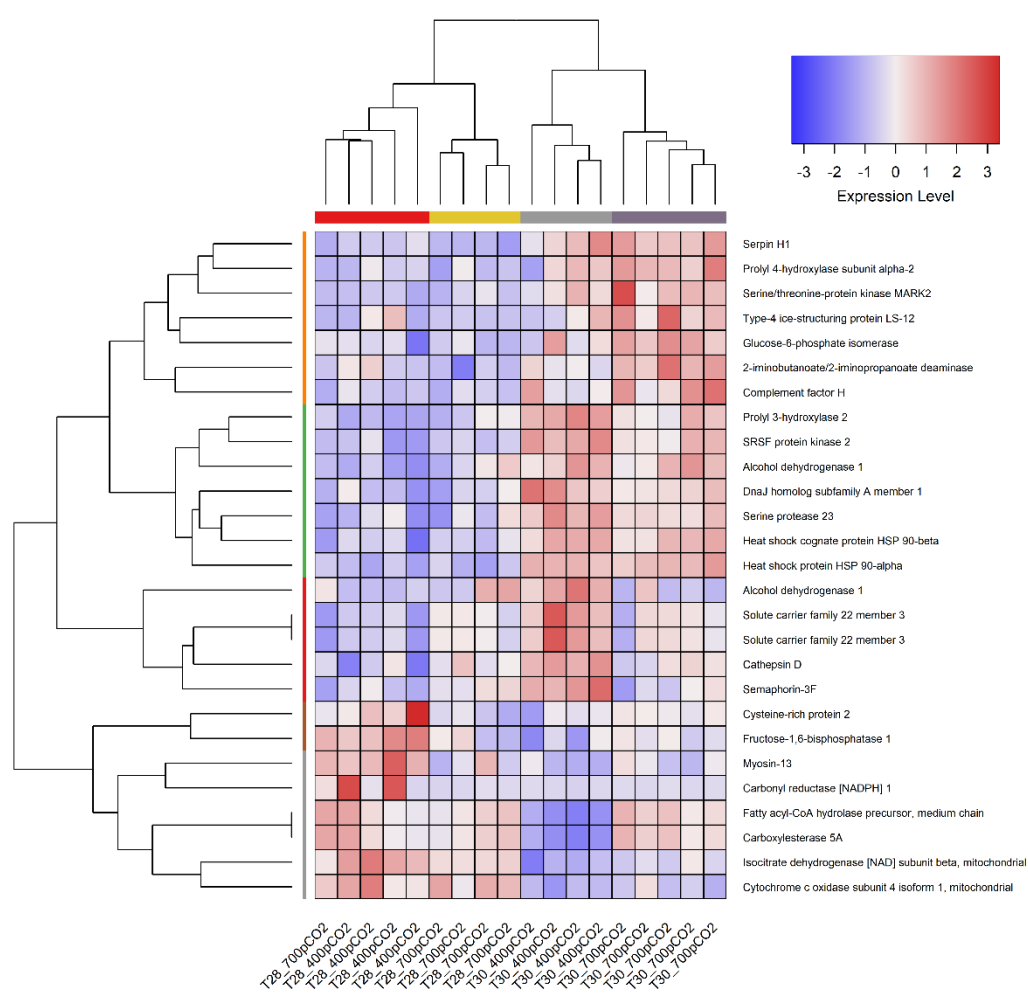 -3 -2 -1 0 1 2 3
Expression Level
Serpin H1
Prolyl 4-hydroxylase subunit alpha-2
Serine/threonine-protein kinase MARK2
Type-4 ice-structuring protein LS-12
Glucose-6-phosphate isomerase
2-iminobutanoate/2-iminopropanoate deaminase
Complement factor H
Prolyl 3-hydroxylase 2
SRSF protein kinase 2
Alcohol dehydrogenase 1
DnaJ homolog subfamily A member 1
Serine protease 23
Heat shock cognate protein HSP 90-beta
Heat shock protein HSP 90-alpha
Alcohol dehydrogenase 1
Solute carrier family 22 member 3
Solute carrier family 22 member 3
Cathepsin D
Semaphorin-3F
Cysteine-rich protein 2
Fructose-1,6-bisphosphatase 1
Myosin-13
Carbonyl reductase [NADPH] 1
Fatty acyl-CoA hydrolase precursor, medium chain
Carboxylesterase 5A
Isocitrate dehydrogenase [NAD] subunit beta, mitochondrial
Cytochrome c oxidase subunit 4 isoform 1, mitochondrial
T28_700pCO2
T28_400pCO2
T28_400pCO2
T28_400pCO2
T28_400pCO2
T28_700pCO2
T28_700pCO2
T28_700pCO2
T28_700pCO2
T30_400pCO2
T30_400pCO2
T30_400pCO2
T30_400pCO2
T30_700pCO2
T30_700pCO2
T30_700pCO2
T30_700pCO2
T30_700pCO2